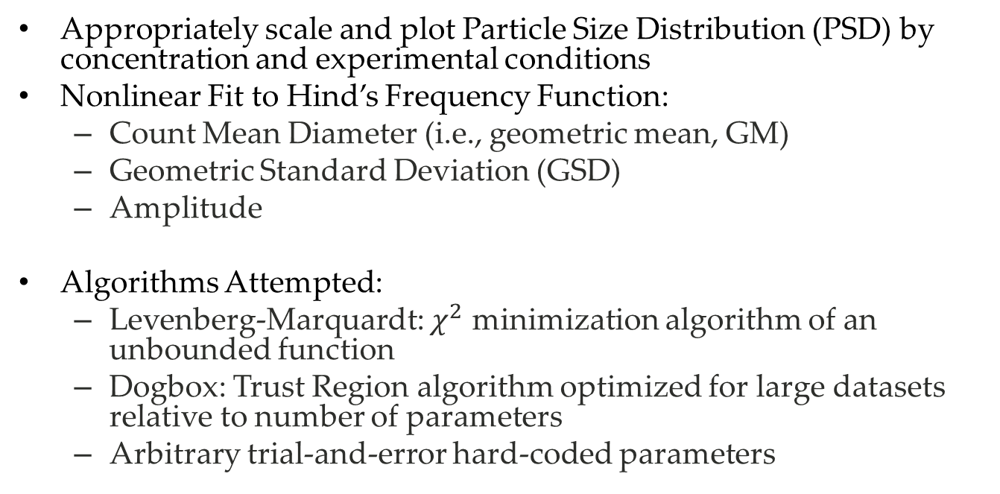 • Appropriately scale and plot Particle Size Distribution (PSD) by
concentration and experimental conditions
• Nonlinear Fit to Hind's Frequency Function:
– Count Mean Diameter (i.e., geometric mean, GM)
– Geometric Standard Deviation (GSD)
– Amplitude
• Algorithms Attempted:
– Levenberg-Marquardt: χ² minimization algorithm of an
unbounded function
– Dogbox: Trust Region algorithm optimized for large datasets
relative to number of parameters
– Arbitrary trial-and-error hard-coded parameters